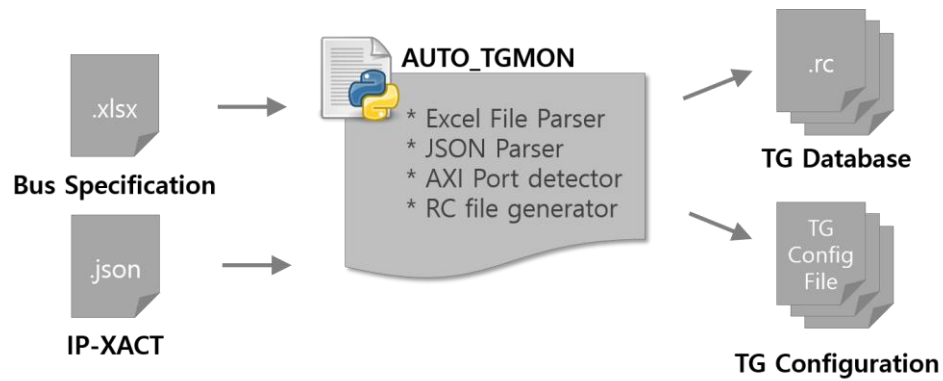 .xlsx
Bus Specification
.json
IP-XACT
AUTO_TGMON
* Excel File Parser
* JSON Parser
* AXI Port detector
* RC file generator
.rc
TG Database
TG
Config
File
TG Configuration